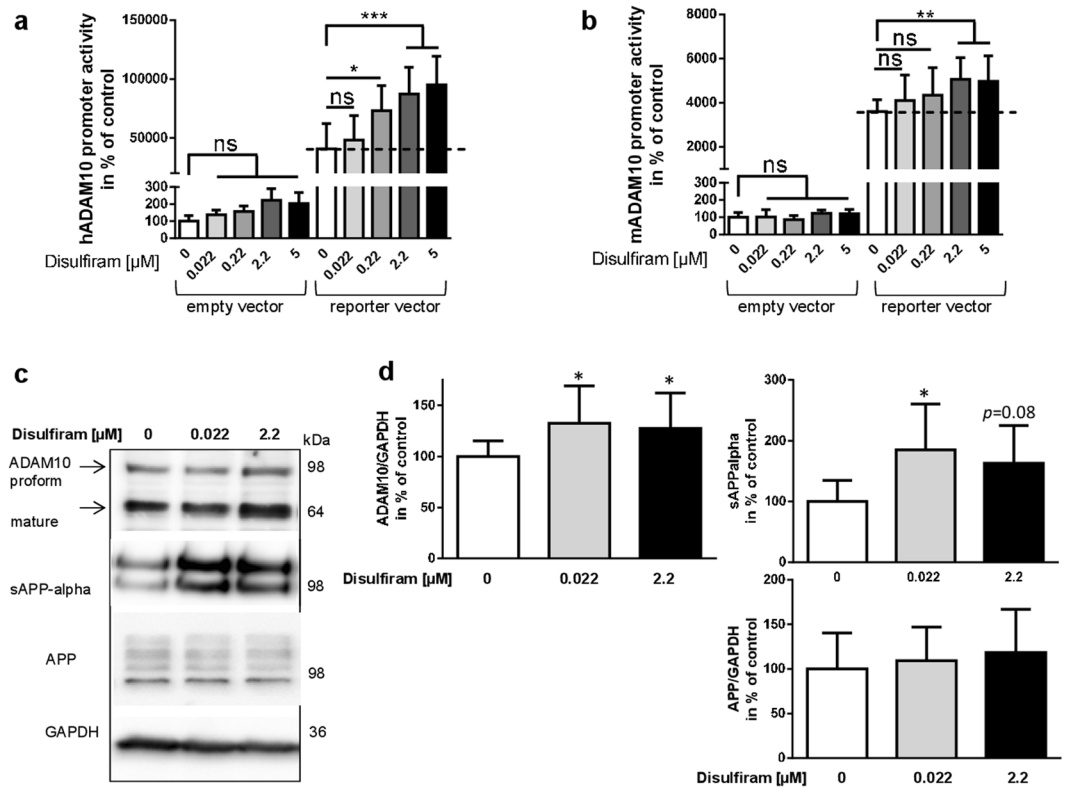 a
hADAM10 promoter activity
in % of control
150000
100000
50000
300
200
100
0
ns
ns
*
***
0
0.022
0.22
2.2
5
0
0.022
0.22
2.2
5
Disulfiram [µM]
empty vector
reporter vector
b
mADAM10 promoter activity
in % of control
8000
6000
4000
2000
300
200
100
0
ns
ns
ns
**
0
0.022
0.22
2.2
5
0
0.022
0.22
2.2
5
Disulfiram [µM]
empty vector
reporter vector
c
Disulfiram [µM] 0 0.022 2.2 kDa
ADAM10 98
proform
mature 64
sAPP-alpha 98
APP 98
GAPDH 36
d
ADAM10/GAPDH
in % of control
150
100
50
0
*
*
Disulfiram [µM] 0 0.022 2.2
sAPPalpha
in % of control
300
200
100
0
*
p=0.08
0 0.022 2.2
APP/GAPDH
in % of control
200
150
100
50
0
Disulfiram [µM] 0 0.022 2.2